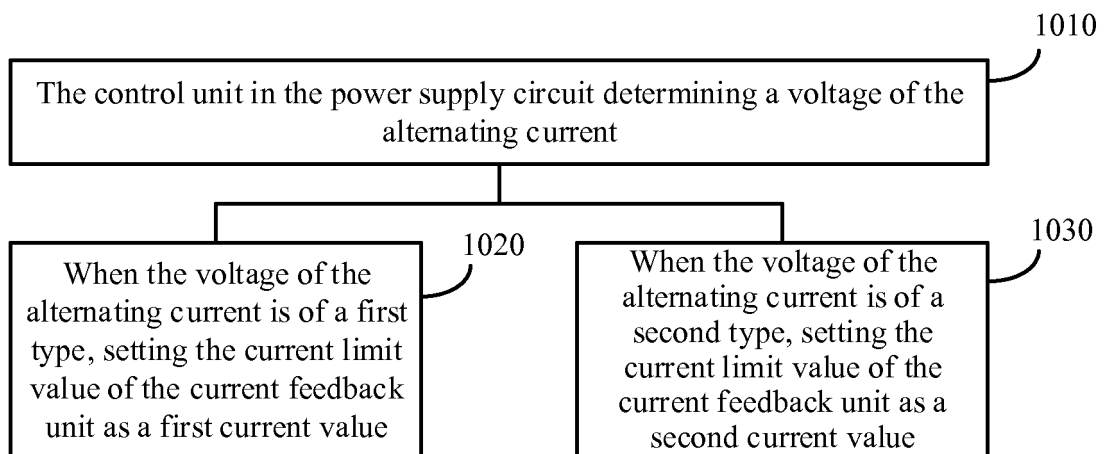 1010
The control unit in the power supply circuit determining a voltage of the
alternating current
1020
When the voltage of the
alternating current is of a first
type, setting the current limit
value of the current feedback
unit as a first current value
1030
When the voltage of the
alternating current is of a
second type, setting the
current limit value of the
current feedback unit as a
second current value